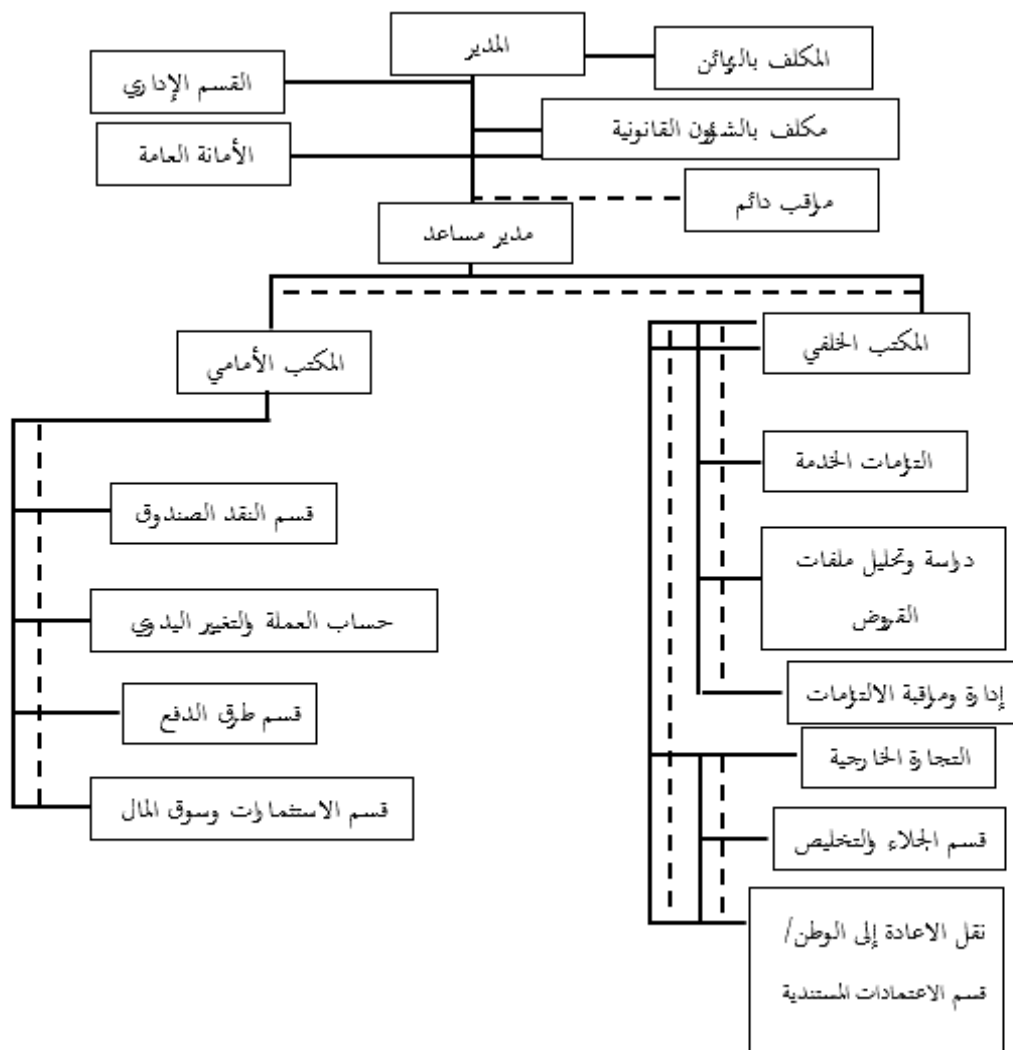 المدير
المكلف بالزبائن
القسم الإداري
مكلف بالشؤون القانونية
الأمانة العامة
مراقب دائم
مدير مساعد
المكتب الخلفي
المكتب الأمامي
التزامات الخدمة
قسم النقد الصندوق
دراسة وتحليل ملفات
القروض
حساب العملة والتغيير اليدوي
إدارة ومراقبة الالتزامات
قسم طرق الدفع
التجارة الخارجية
قسم الاستثمارات وسوق المال
قسم الجلاء والتخليص
نقل الاعادة إلى الوطن/
قسم الاعتمادات المستندية